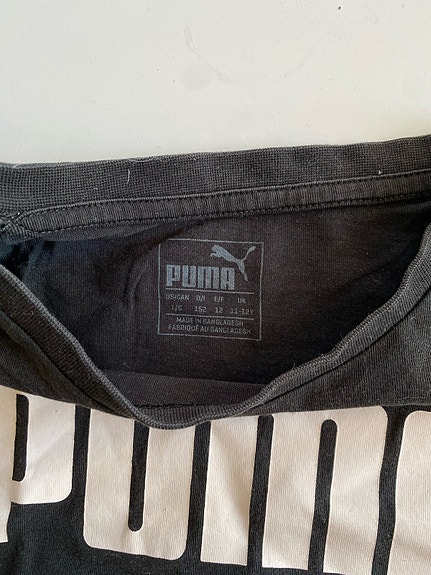 PUMA
US/CAN D/I E/F UK
L/G 152 12 11-12Y
MADE IN BANGLADESH
FABRIQUÉ AU BANGLADESH
PUM